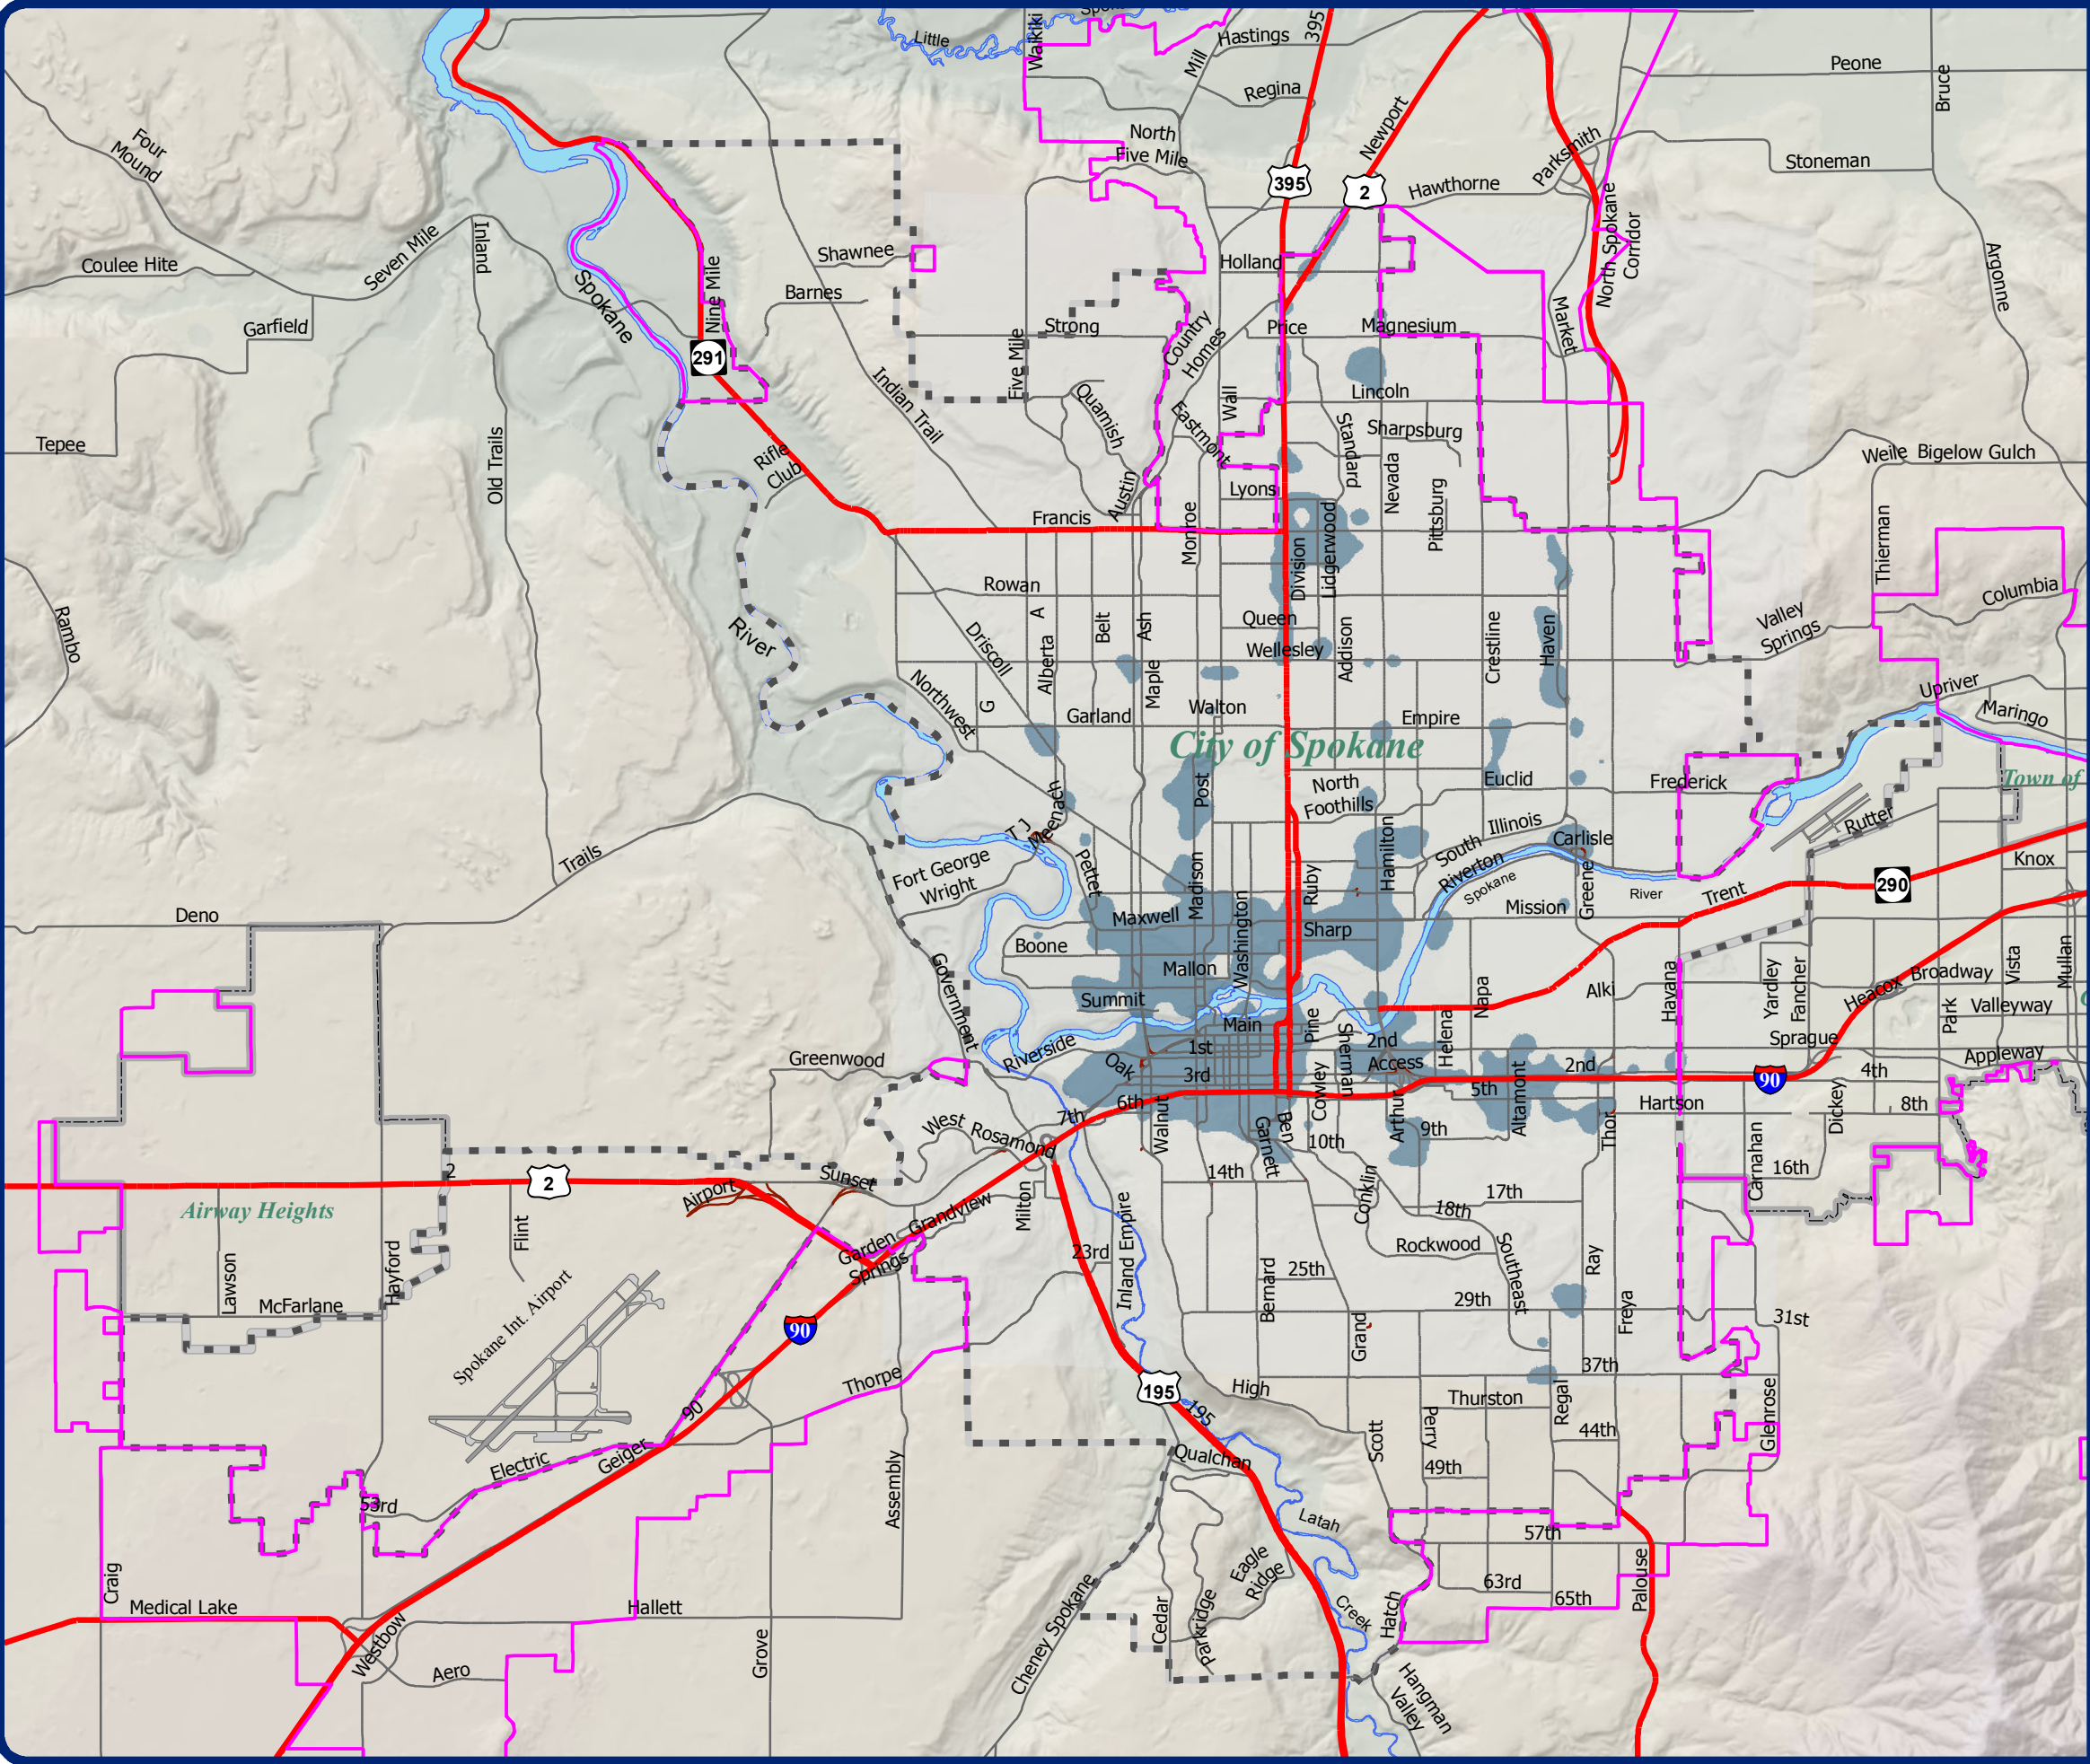 Little
Waikiki
Mill
Hastings
395
Regina
Newport
Peone
Bruce
Four
Mound
North
Five Mile
Parksmith
Stoneman
395
2
Hawthorne
Coulee Hite
Seven Mile
Inland
Shawnee
Holland
North Spokane
Corridor
Argonne
Spokane
Nine Mile
Barnes
Garfield
Strong
Country
Homes
Price
Magnesium
Market
291
Five Mile
Indian Trail
Quamish
Eastmont
Wall
Lincoln
Standard
Sharpsburg
Tepee
Old Trails
Rifle
Club
Austin
Lyons
Nevada
Pittsburg
Weile
Bigelow Gulch
Francis
Monroe
Division
Lidgerwood
Thierman
Rambo
River
Rowan
A
Belt
Ash
Queen
Addison
Crestline
Haven
Valley
Springs
Columbia
Driscoll
Alberta
Maple
Wellesley
Northwest
G
Garland
Walton
Empire
Upriver
Maringo
City of Spokane
Post
North
Foothills
Euclid
Frederick
Town of
Trails
T J
Meenach
Fort George
Wright
Pettet
Madison
Hamilton
South
Riverton
Illinois
Carlisle
Rutter
Knox
Spokane
River
Greene
Trent
290
Deno
Maxwell
Washington
Ruby
Mission
Boone
Sharp
Government
Mallon
Summit
Napa
Alki
Havana
Yardley
Fancher
Heacox
Broadway
Vista
Mullan
Park
Valleyway
Main
Pine
Sherman
Helena
Sprague
Greenwood
Riverside
Oak
1st
3rd
2nd
Access
Cowley
5th
2nd
Altamont
90
4th
Appleway
6th
7th
Walnut
Garnett
Ben
Arthur
9th
10th
Thor
Hartson
Dickey
8th
West Rosamond
2
2
Sunset
Airport
14th
Conklin
17th
18th
Carnahan
16th
Airway Heights
Flint
Grandview
Garden
Springs
Milton
23rd
Inland Empire
Bernard
25th
Rockwood
Southeast
Ray
Lawson
McFarlane
Hayford
Spokane Int. Airport
90
29th
Freya
31st
Grand
Thorpe
195
High
37th
195
Thurston
Regal
Glenrose
90
Electric
Geiger
Assembly
Qualchan
Scott
Perry
44th
49th
53rd
Latah
57th
Craig
Medical Lake
Hallett
Eagle
Ridge
Creek
Hatch
63rd
65th
Palouse
Cheney Spokane
Cedar
Parkridge
Westbow
Aero
Grove
Hangman
Valley